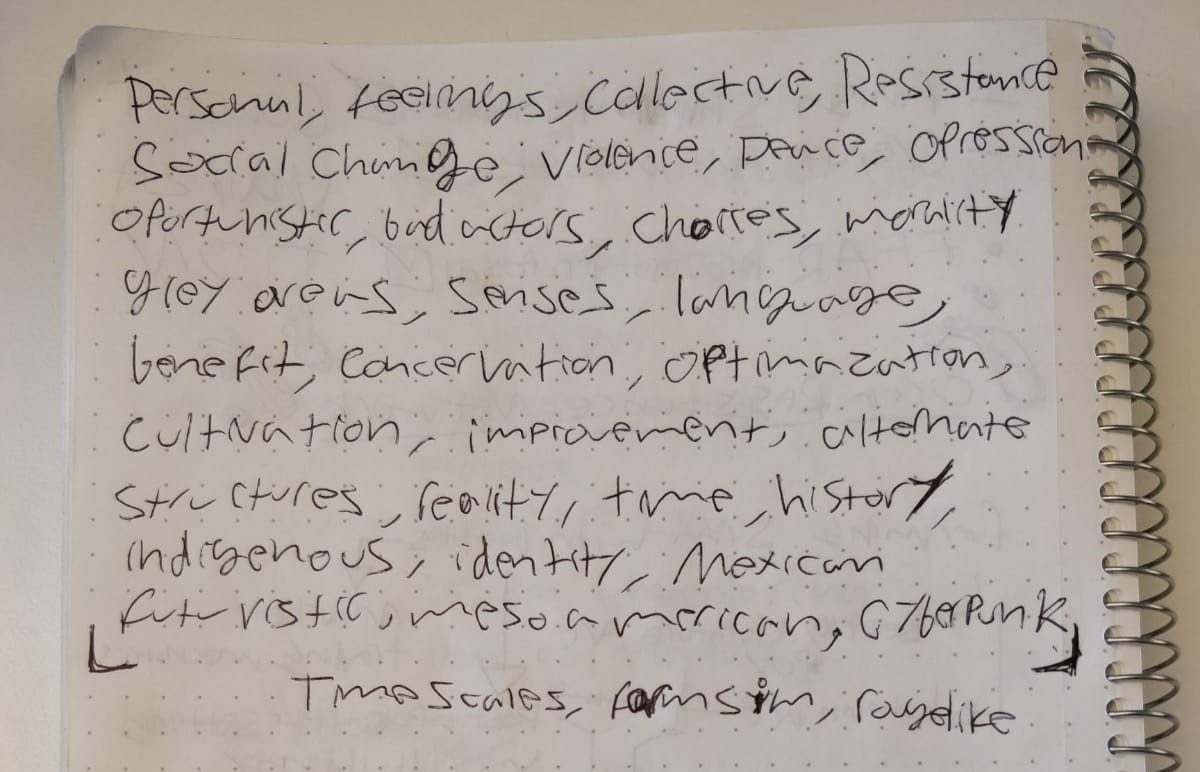 Personal, feelings, Collective, Resistance
Social Change, violence, peace, opression
oportunistic, bad actors, choices, morality
grey areas, senses, language,
benefit, concervation, optimazation,
cultivation, improvement, alternate
structures, reality, time, history,
indigenous, identity, Mexican
futuristic, mesoamerican, Cyberpunk
Time Scales, farmsim, rougelike